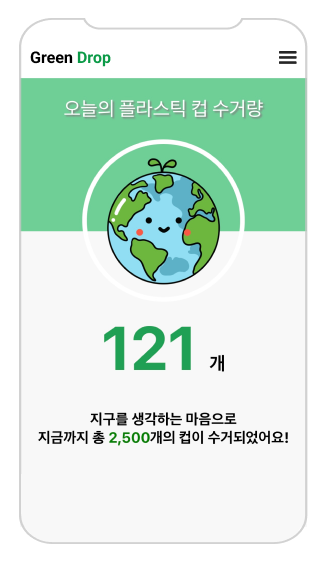 Green Drop
오늘의 플라스틱 컵 수거량
121 개
지구를 생각하는 마음으로
지금까지 총 2,500개의 컵이 수거되었어요!